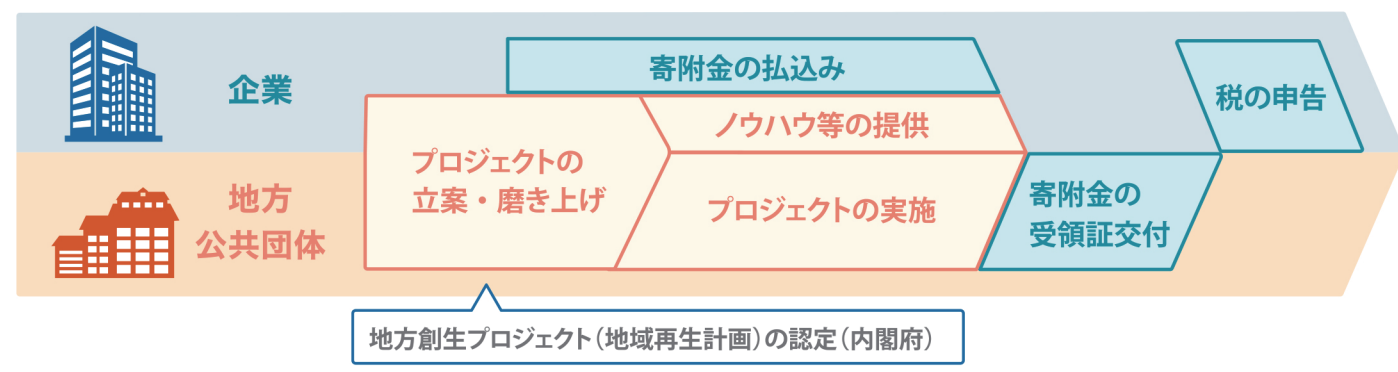 企業
寄附金の払込み
税の申告
ノウハウ等の提供
プロジェクトの
立案・磨き上げ
地方
公共団体
プロジェクトの実施
寄附金の
受領証交付
地方創生プロジェクト（地域再生計画）の認定（内閣府）